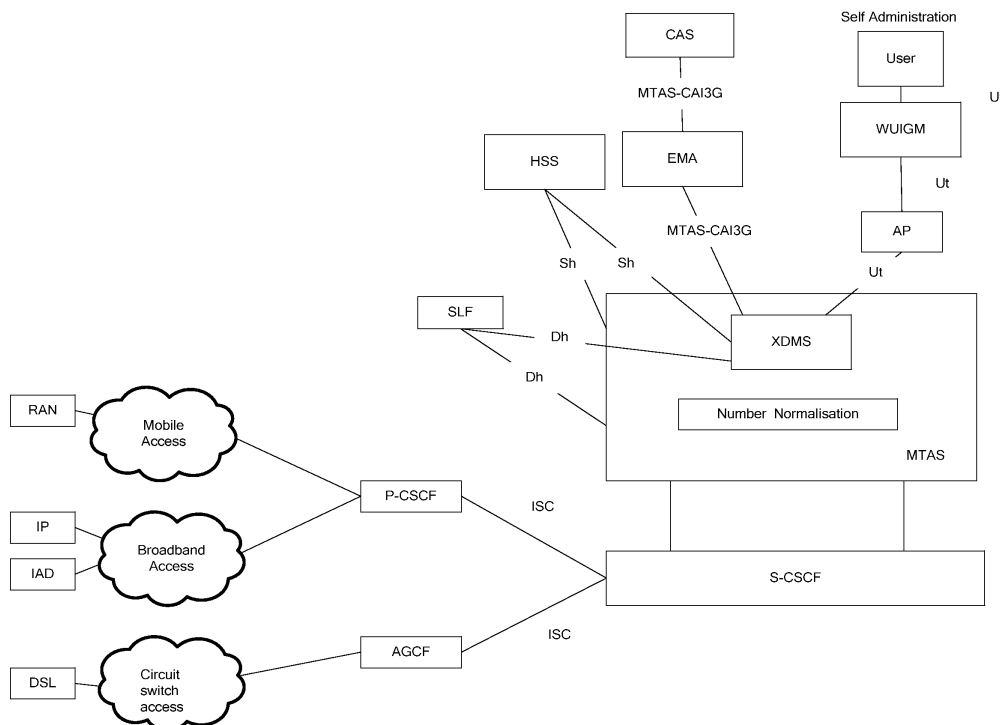 Self Administration
CAS
User
MTAS-CAI3G
U
WUIGM
HSS
EMA
Ut
MTAS-CAI3G
AP
Sh
Sh
Ut
SLF
Dh
XDMS
Dh
RAN
Mobile
Access
Number Normalisation
MTAS
P-CSCF
ISC
IP
Broadband
Access
IAD
S-CSCF
ISC
AGCF
DSL
Circuit
switch
access